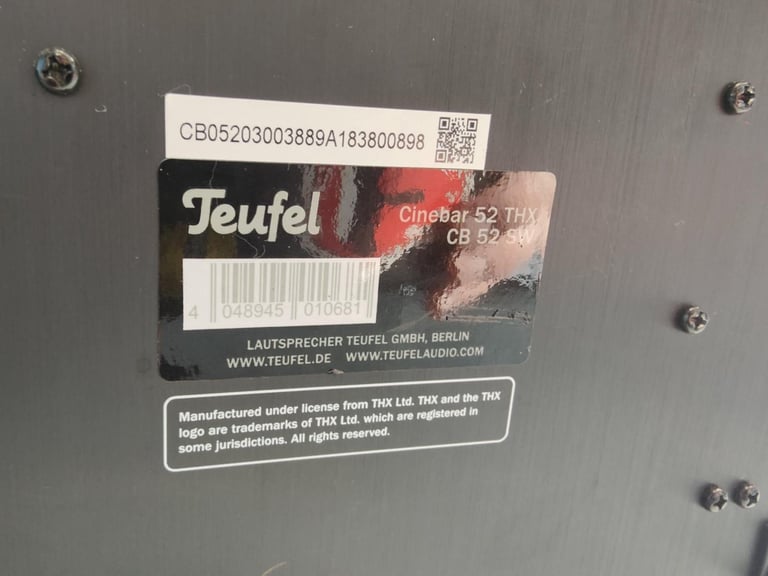 CB05203003889A183800898
Teufel
Cinebar 52 THX
CB 52 SW
4 048945 010681
LAUTSPRECHER TEUFEL GMBH, BERLIN
WWW.TEUFEL.DE WWW.TEUFELAUDIO.COM
Manufactured under license from THX Ltd. THX and the THX
logo are trademarks of THX Ltd. which are registered in
some jurisdictions. All rights reserved.